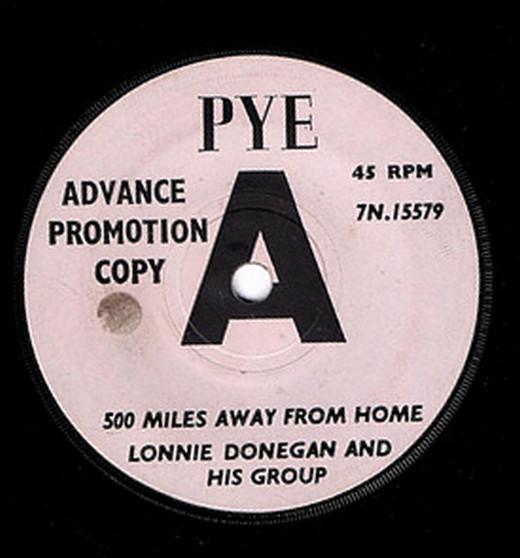 PYE
ADVANCE
PROMOTION
COPY
A
45 RPM
7N.15579
500 MILES AWAY FROM HOME
LONNIE DONEGAN AND
HIS GROUP